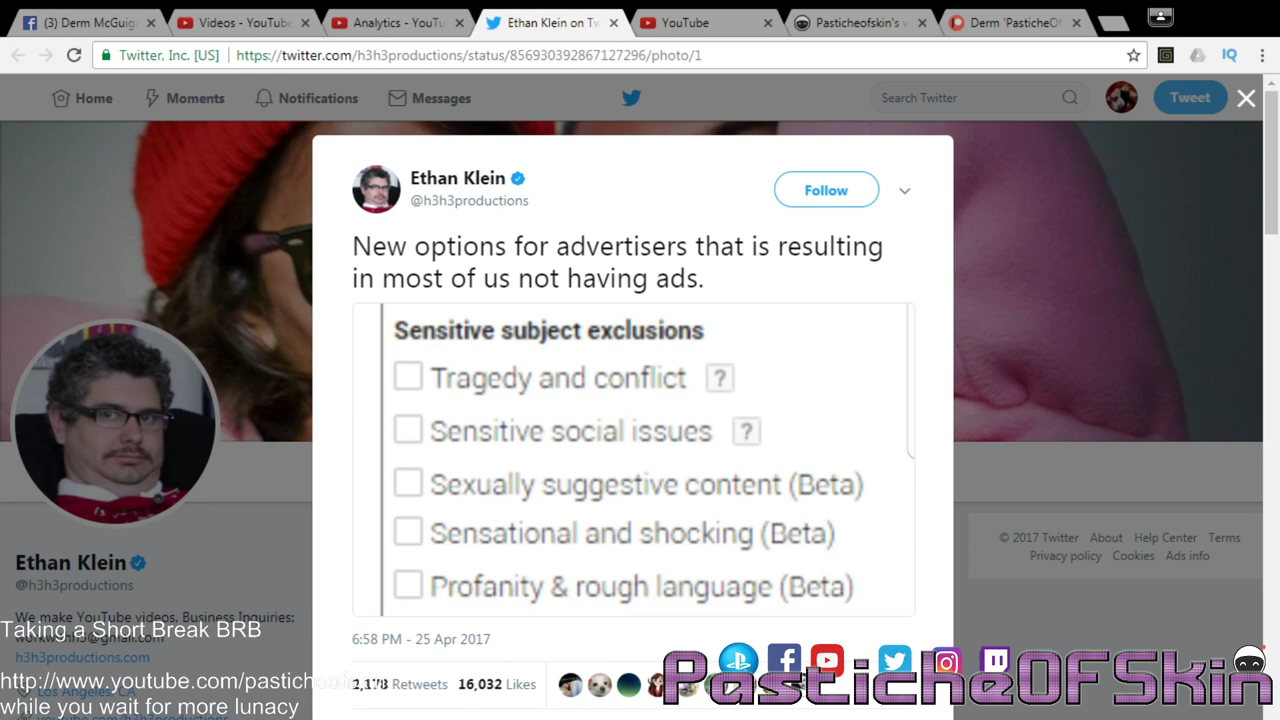 (3) Derm McGuig
Videos - YouTube
Analytics - YouTu
Ethan Klein on Tw
YouTube
Pasticheofskin's v
Derm 'PasticheOf
Twitter, Inc. [US]
https://twitter.com/h3h3productions/status/856930392867127296/photo/1
IQ
Home
Moments
Notifications
Messages
Search Twitter
Tweet
Ethan Klein
@h3h3productions
Follow
New options for advertisers that is resulting
in most of us not having ads.
Sensitive subject exclusions
Tragedy and conflict ?
Sensitive social issues ?
Sexually suggestive content (Beta)
Sensational and shocking (Beta)
Profanity & rough language (Beta)
6:58 PM - 25 Apr 2017
2,178 Retweets 16,032 Likes
Ethan Klein
@h3h3productions
We make YouTube videos. Business Inquiries:
h3h3productions.com
Los Angeles, CA
youtube.com/h3h3productions
© 2017 Twitter About Help Center Terms
Privacy policy Cookies Ads info
Taking a Short Break BRB
while you wait for more lunacy
PasticheOFSkin